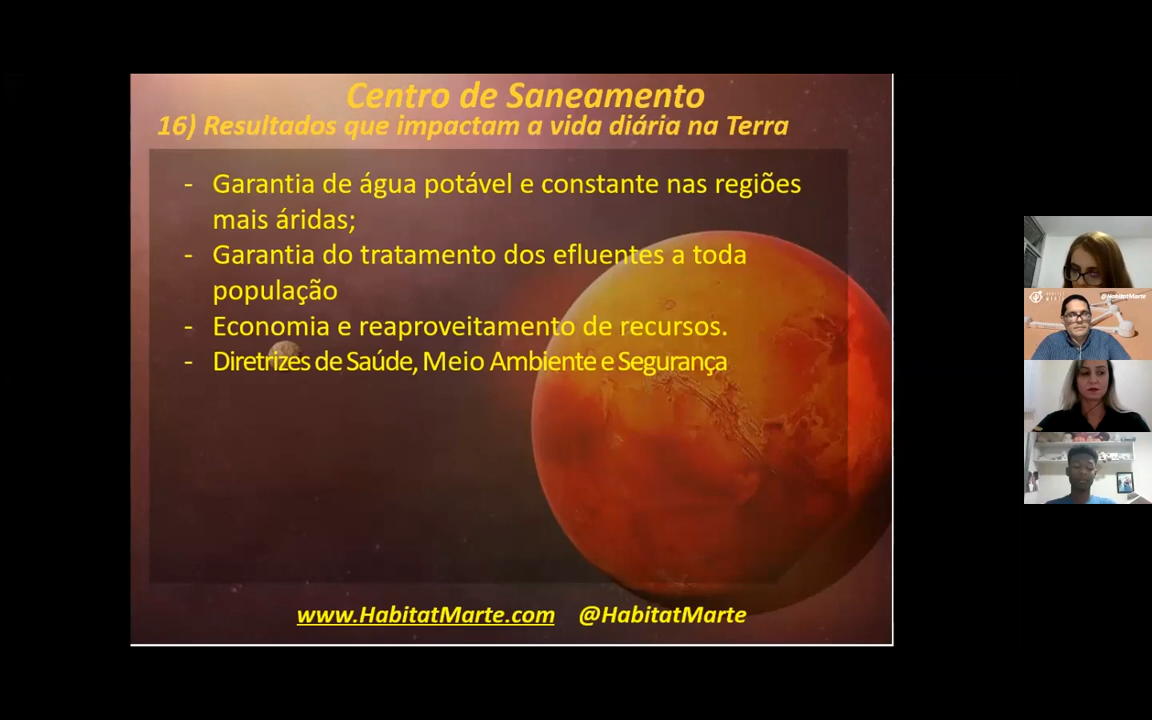 Centro de Saneamento
16) Resultados que impactam a vida diária na Terra
- Garantia de água potável e constante nas regiões
mais áridas;
- Garantia do tratamento dos efluentes a toda
população
- Economia e reaproveitamento de recursos.
- Diretrizes de Saúde, Meio Ambiente e Segurança
www.HabitatMarte.com @HabitatMarte
@HabitatMarte